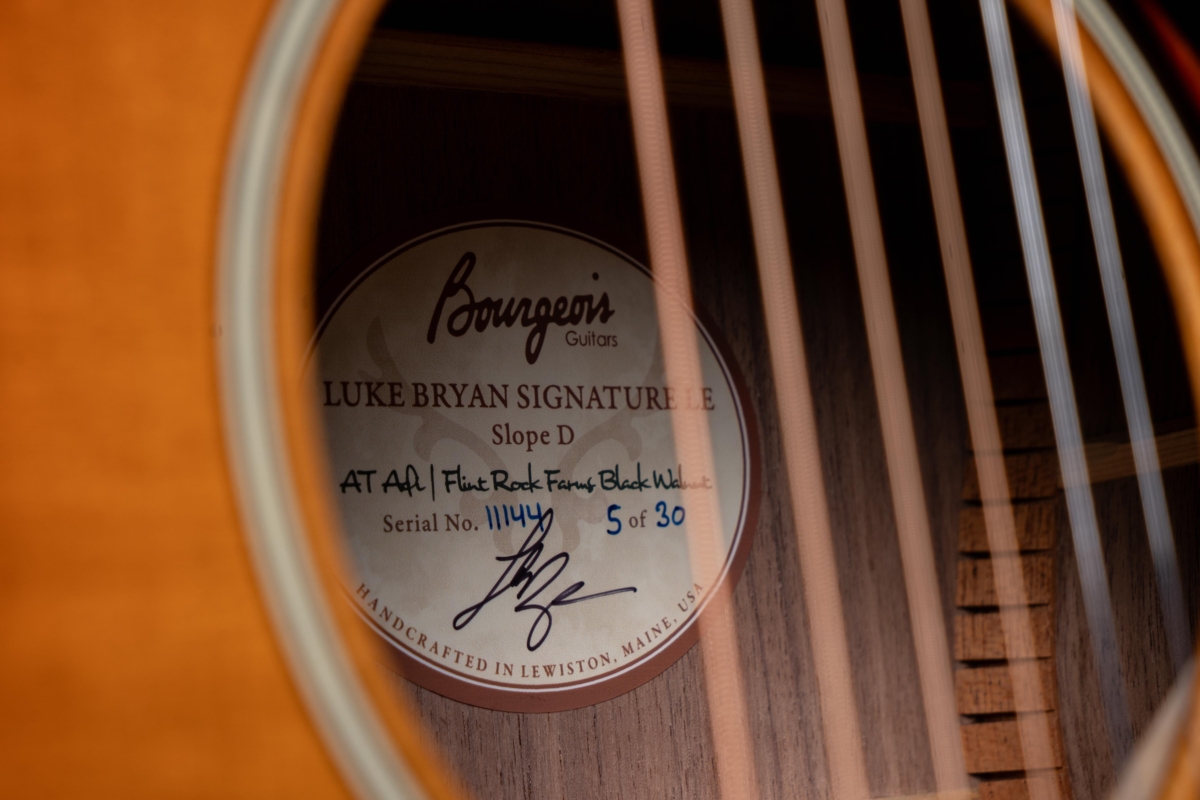 Bourgeois
Guitars
LUKE BRYAN SIGNATURE LE
Slope D
AT Adi | Flint Rock Farms Black Walnut
Serial No. 11144 5 of 30
HANDCRAFTED IN LEWISTON, MAINE, USA